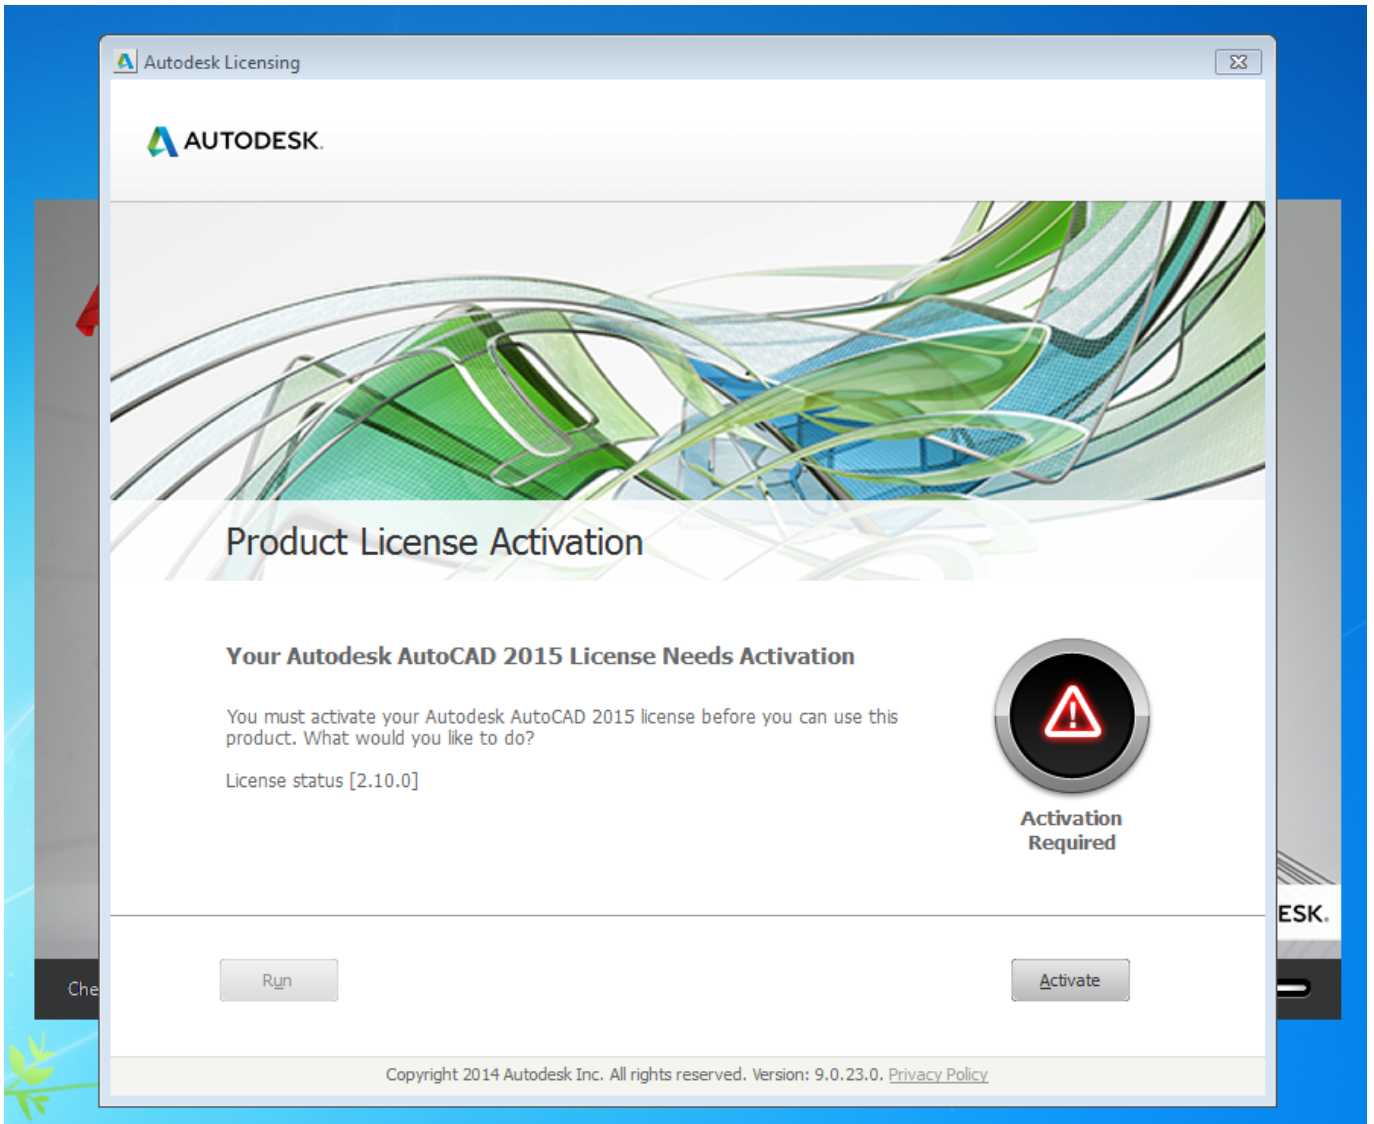 Autodesk Licensing
AUTODESK.
Product License Activation
Your Autodesk AutoCAD 2015 License Needs Activation
You must activate your Autodesk AutoCAD 2015 license before you can use this
product. What would you like to do?
License status [2.10.0]
Activation
Required
ESK.
Che
Run
Activate
Copyright 2014 Autodesk Inc. All rights reserved. Version: 9.0.23.0. Privacy Policy